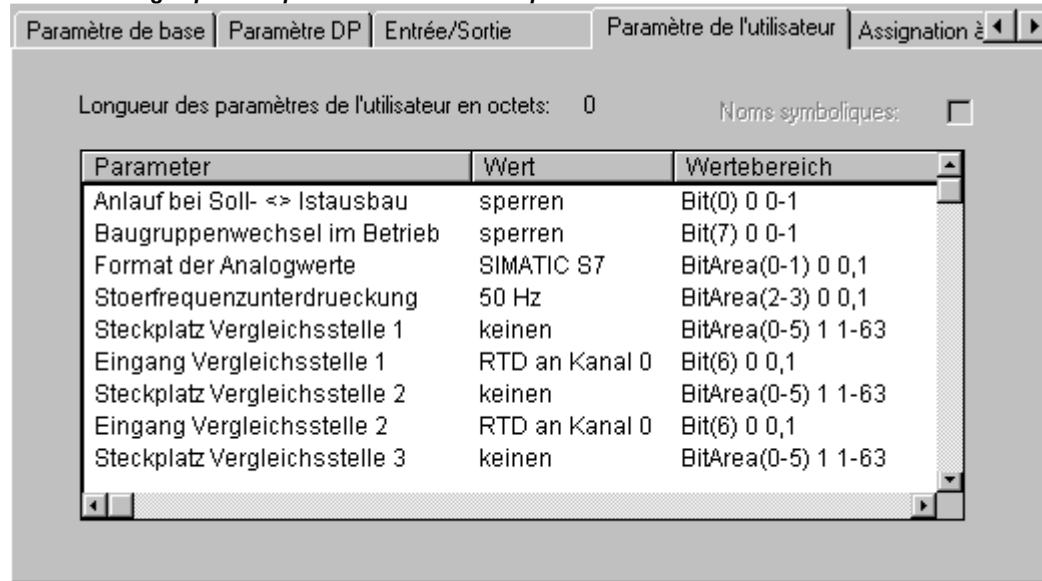 Paramètre de base Paramètre DP Entrée/Sortie Paramètre de l'utilisateur Assignation à
Longueur des paramètres de l'utilisateur en octets: 0 Noms symboliques:
Parameter Wert Wertebereich
Anlauf bei Soll- <> Istausbau sperren Bit(0) 0 0-1
Baugruppenwechsel im Betrieb sperren Bit(7) 0 0-1
Format der Analogwerte SIMATIC S7 BitArea(0-1) 0 0,1
Stoerfrequenzunterdrueckung 50 Hz BitArea(2-3) 0 0,1
Steckplatz Vergleichsstelle 1 keinen BitArea(0-5) 1 1-63
Eingang Vergleichsstelle 1 RTD an Kanal 0 Bit(6) 0 0,1
Steckplatz Vergleichsstelle 2 keinen BitArea(0-5) 1 1-63
Eingang Vergleichsstelle 2 RTD an Kanal 0 Bit(6) 0 0,1
Steckplatz Vergleichsstelle 3 keinen BitArea(0-5) 1 1-63